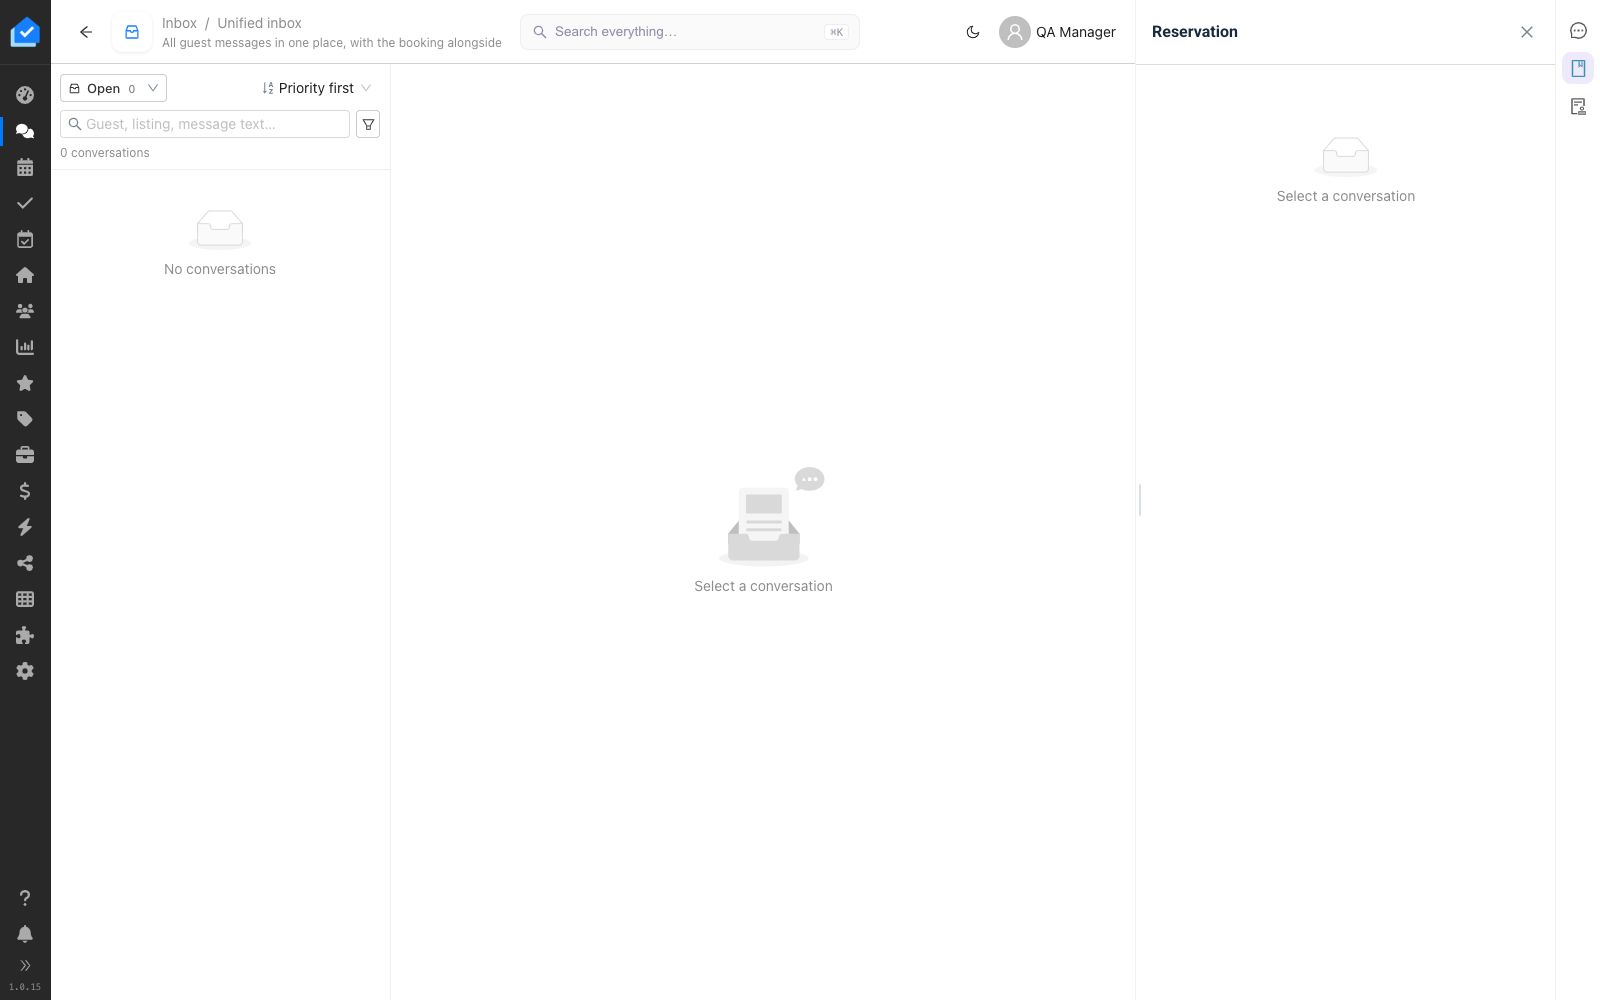 Inbox / Unified inbox
All guest messages in one place, with the booking alongside
Search everything... ⌘K
QA Manager
Reservation
Open 0
Priority first
Guest, listing, message text...
0 conversations
No conversations
Select a conversation
Select a conversation
1.0.15